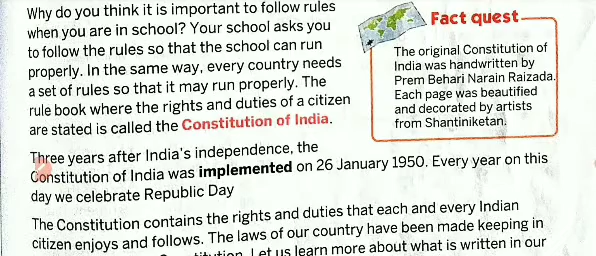 Why do you think it is important to follow rules
when you are in school? Your school asks you
to follow the rules so that the school can run
properly. In the same way, every country needs
a set of rules so that it may run properly. The
rule book where the rights and duties of a citizen
are stated is called the Constitution of India.
Fact quest
The original Constitution of
India was handwritten by
Prem Behari Narain Raizada.
Each page was beautified
and decorated by artists
from Shantiniketan.
Three years after India's independence, the
Constitution of India was implemented on 26 January 1950. Every year on this
day we celebrate Republic Day
The Constitution contains the rights and duties that each and every Indian
citizen enjoys and follows. The laws of our country have been made keeping in
Let us learn more about what is written in our